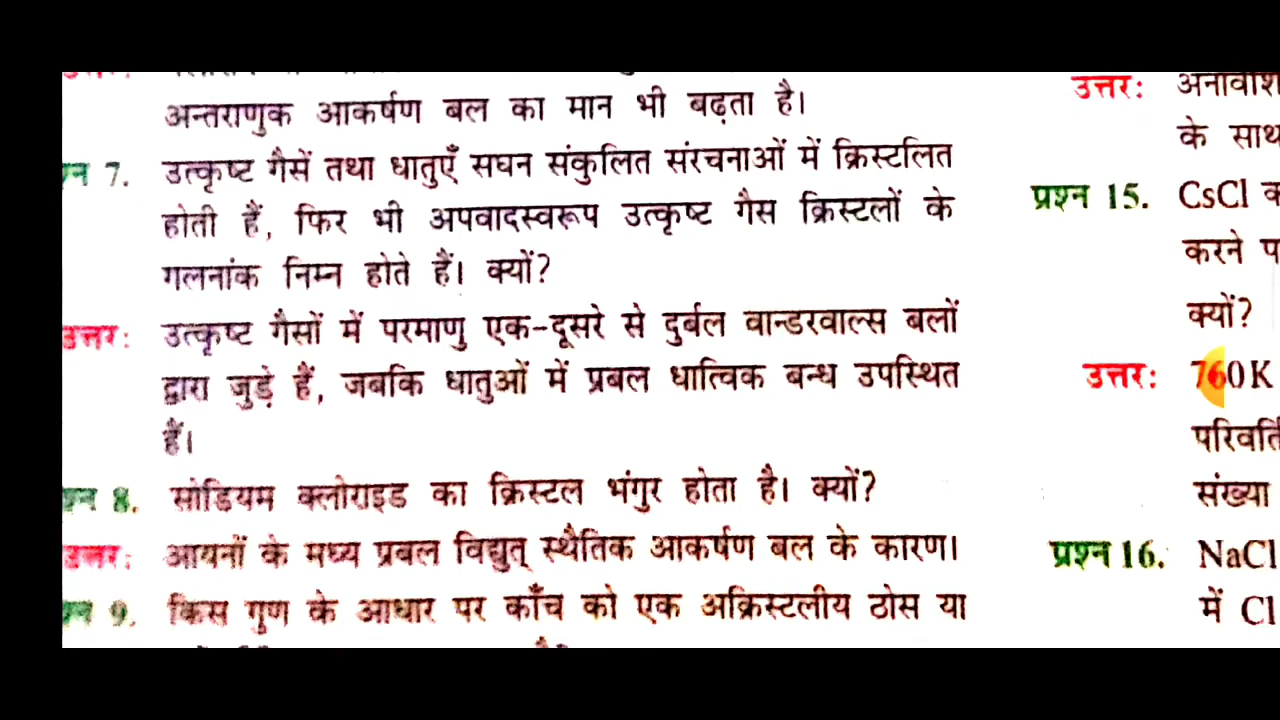 अन्तराणुक आकर्षण बल का मान भी बढ़ता है।
न 7. उत्कृष्ट गैसें तथा धातुएँ सघन संकुलित संरचनाओं में क्रिस्टलित
होती हैं, फिर भी अपवादस्वरूप उत्कृष्ट गैस क्रिस्टलों के
गलनांक निम्न होते हैं। क्यों?
उत्तर: उत्कृष्ट गैसों में परमाणु एक-दूसरे से दुर्बल वान्डरवाल्स बलों
द्वारा जुड़े हैं, जबकि धातुओं में प्रबल धात्विक बन्ध उपस्थित
हैं।
न 8. सोडियम क्लोराइड का क्रिस्टल भंगुर होता है। क्यों?
उत्तर: आयनों के मध्य प्रबल विद्युत् स्थैतिक आकर्षण बल के कारण।
न 9. किस गुण के आधार पर काँच को एक अक्रिस्टलीय ठोस या
उत्तर: अनावशि
के साथ
प्रश्न 15. CsCl क
करने प
क्यों?
उत्तर: 760K
परिवर्ति
संख्या
प्रश्न 16. NaCl
में Cl